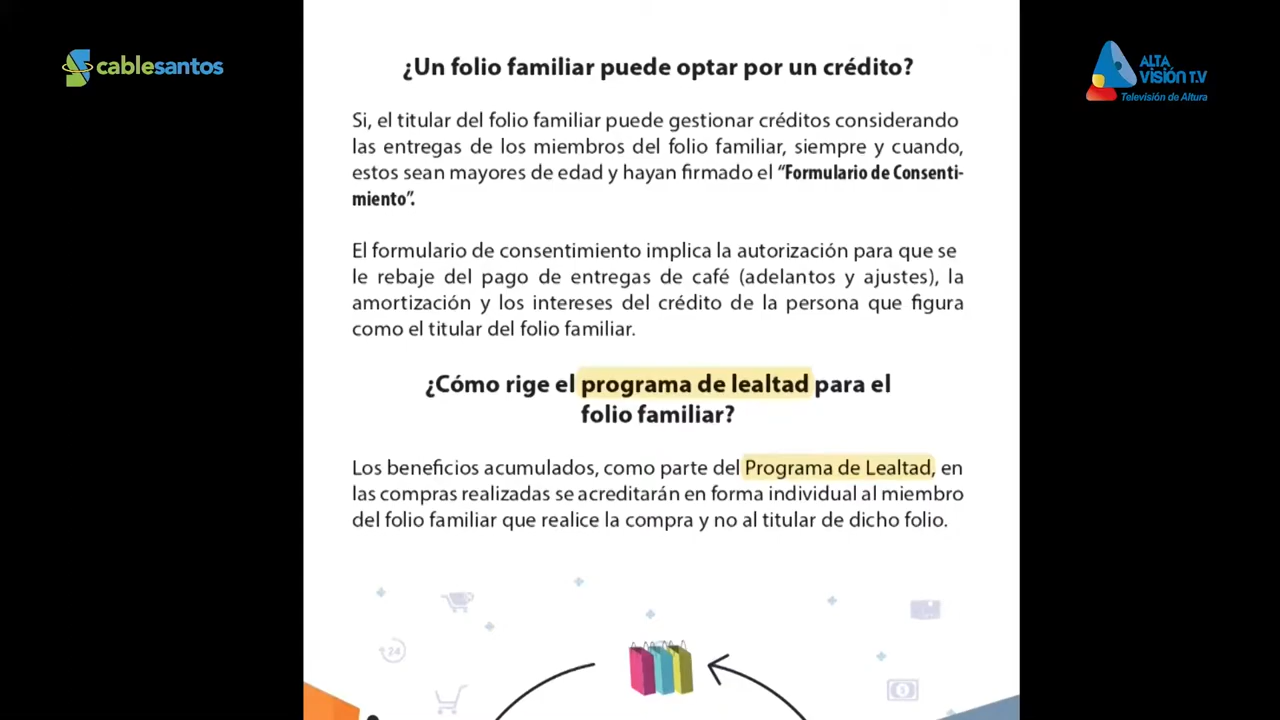 cablesantos
ALTA
VISIÓN T.V
Televisión de Altura
¿Un folio familiar puede optar por un crédito?
Si, el titular del folio familiar puede gestionar créditos considerando
las entregas de los miembros del folio familiar, siempre y cuando,
estos sean mayores de edad y hayan firmado el “Formulario de Consenti-
miento”.
El formulario de consentimiento implica la autorización para que se
le rebaje del pago de entregas de café (adelantos y ajustes), la
amortización y los intereses del crédito de la persona que figura
como el titular del folio familiar.
¿Cómo rige el programa de lealtad para el
folio familiar?
Los beneficios acumulados, como parte del Programa de Lealtad, en
las compras realizadas se acreditarán en forma individual al miembro
del folio familiar que realice la compra y no al titular de dicho folio.
24